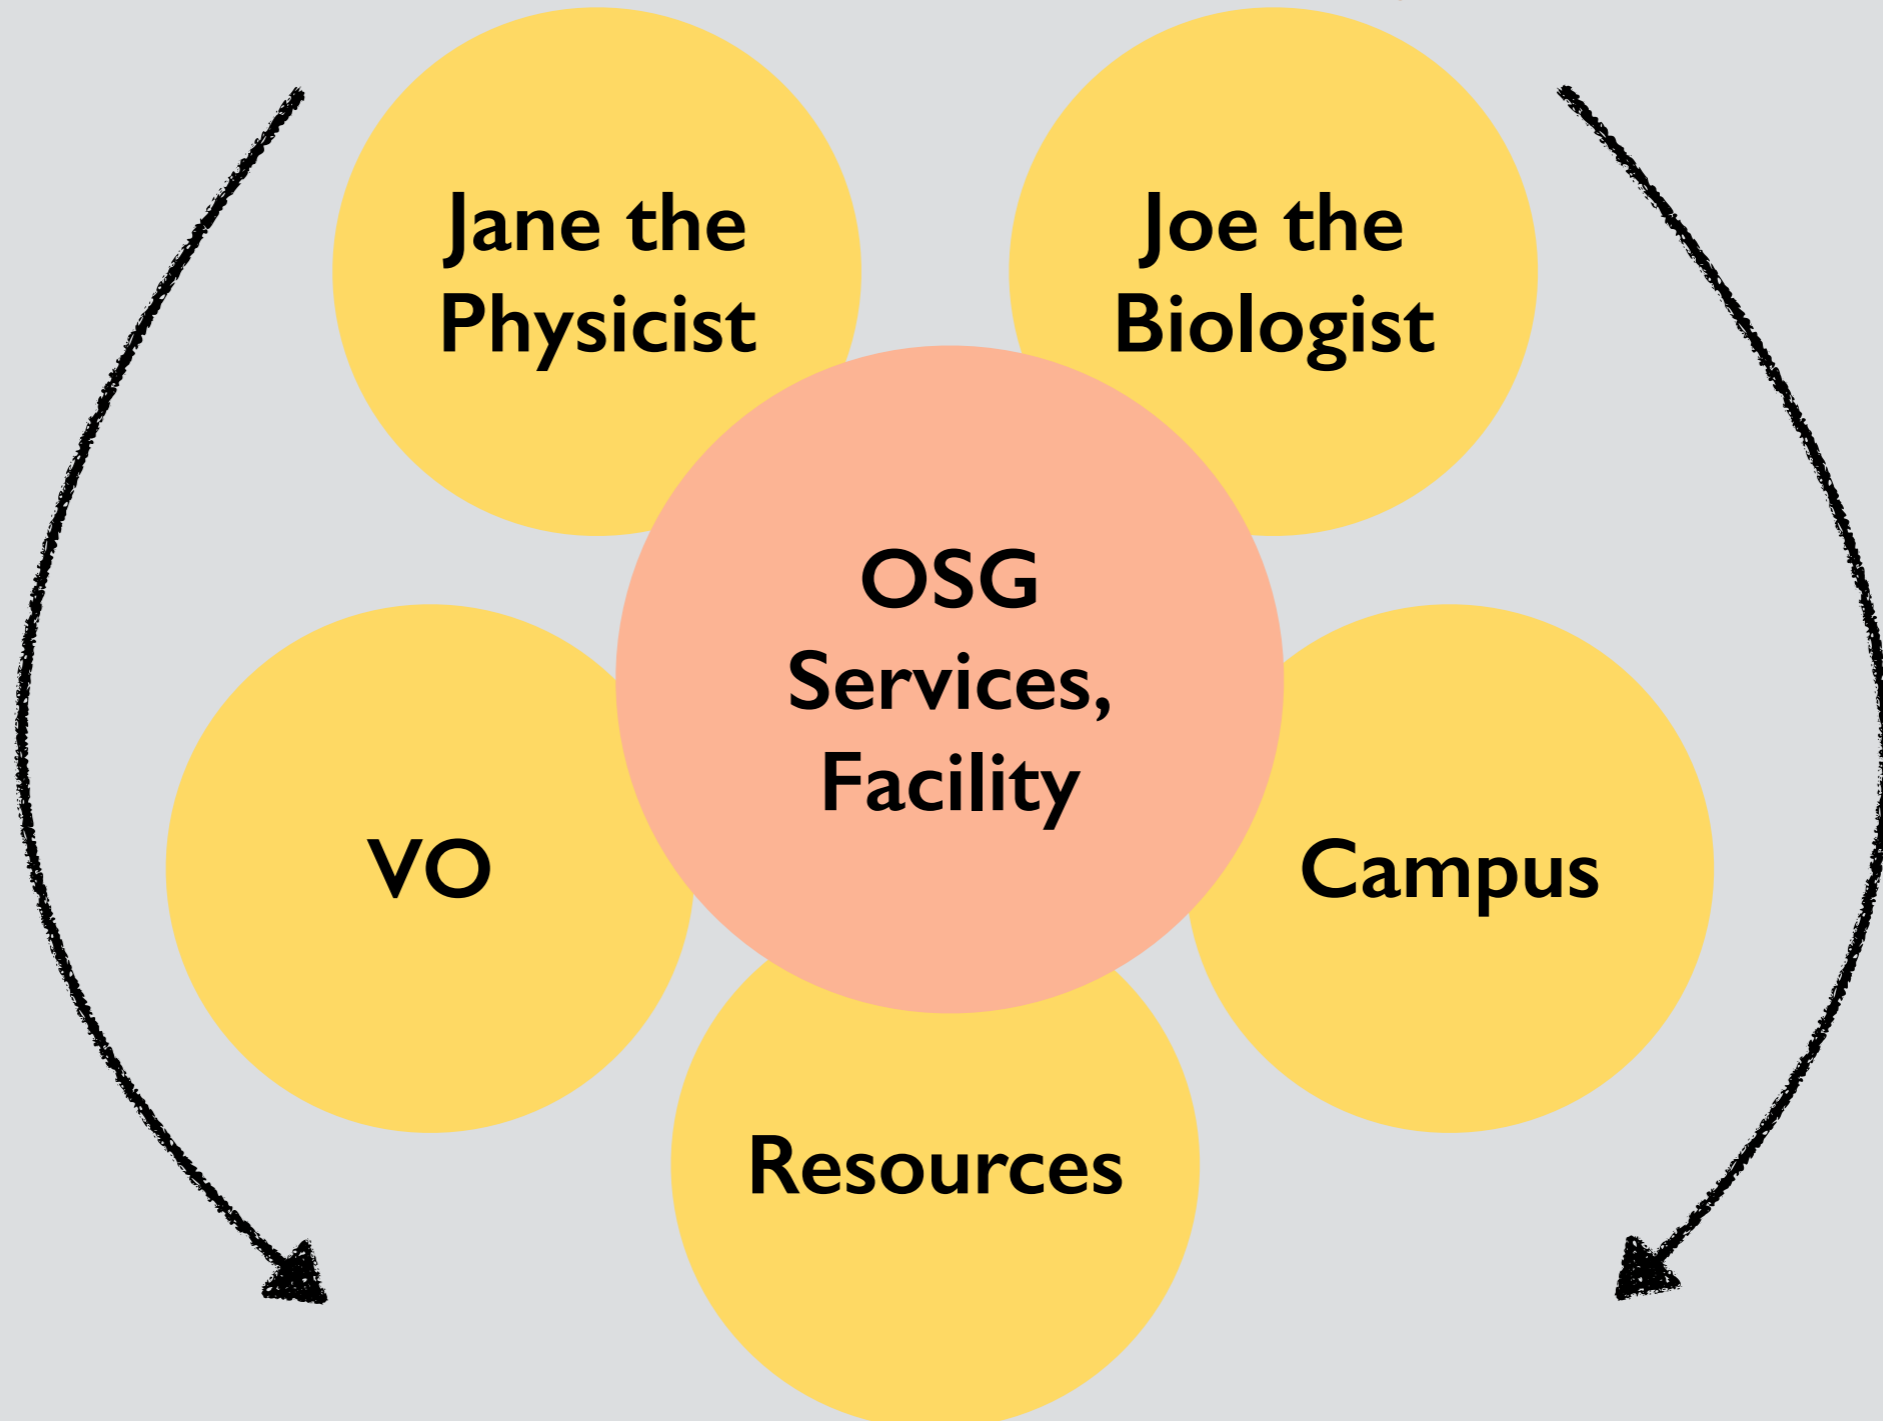 Jane the
Physicist
Joe the
Biologist
OSG
Services,
Facility
VO
Campus
Resources